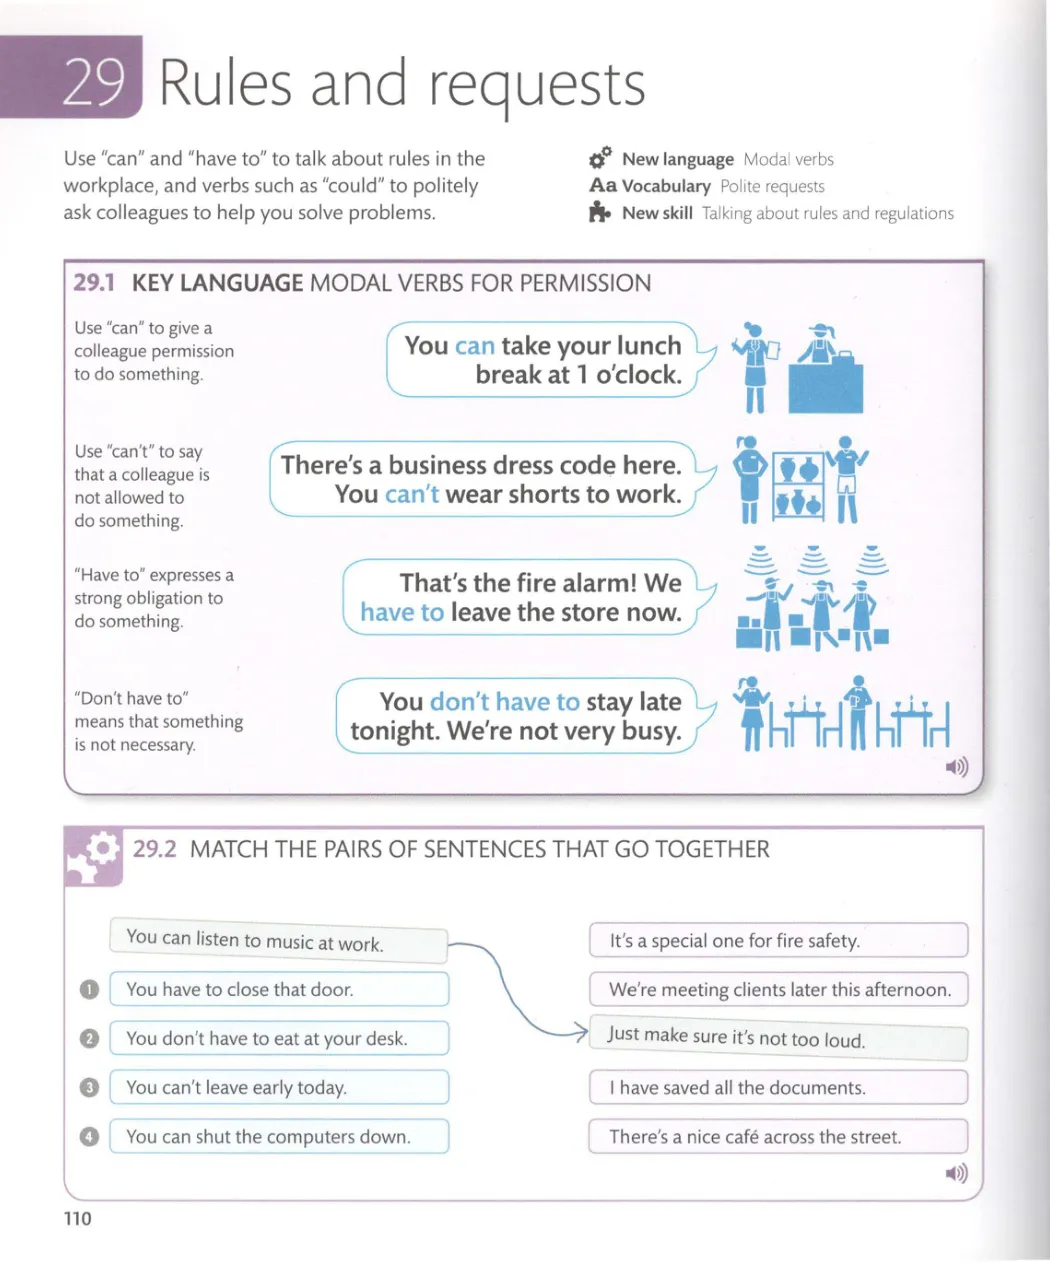 29 Rules and requests
Use "can" and "have to" to talk about rules in the
workplace, and verbs such as "could" to politely
ask colleagues to help you solve problems.
New language Modal verbs
Aa Vocabulary Polite requests
New skill Talking about rules and regulations
29.1 KEY LANGUAGE MODAL VERBS FOR PERMISSION
Use "can" to give a
colleague permission
to do something.
You can take your lunch
break at 1 o'clock.
Use "can't" to say
that a colleague is
not allowed to
do something.
There's a business dress code here.
You can't wear shorts to work.
"Have to" expresses a
strong obligation to
do something.
That's the fire alarm! We
have to leave the store now.
"Don't have to"
means that something
is not necessary.
You don't have to stay late
tonight. We're not very busy.
29.2 MATCH THE PAIRS OF SENTENCES THAT GO TOGETHER
You can listen to music at work.
1 You have to close that door.
2 You don't have to eat at your desk.
3 You can't leave early today.
4 You can shut the computers down.
It's a special one for fire safety.
We're meeting clients later this afternoon.
Just make sure it's not too loud.
I have saved all the documents.
There's a nice café across the street.
110